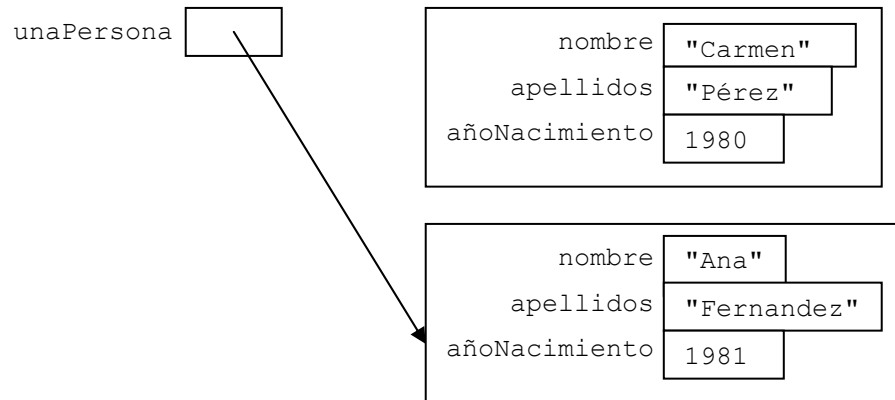 unaPersona
nombre "Carmen"
apellidos "Pérez"
añoNacimiento 1980
nombre "Ana"
apellidos "Fernandez"
añoNacimiento 1981